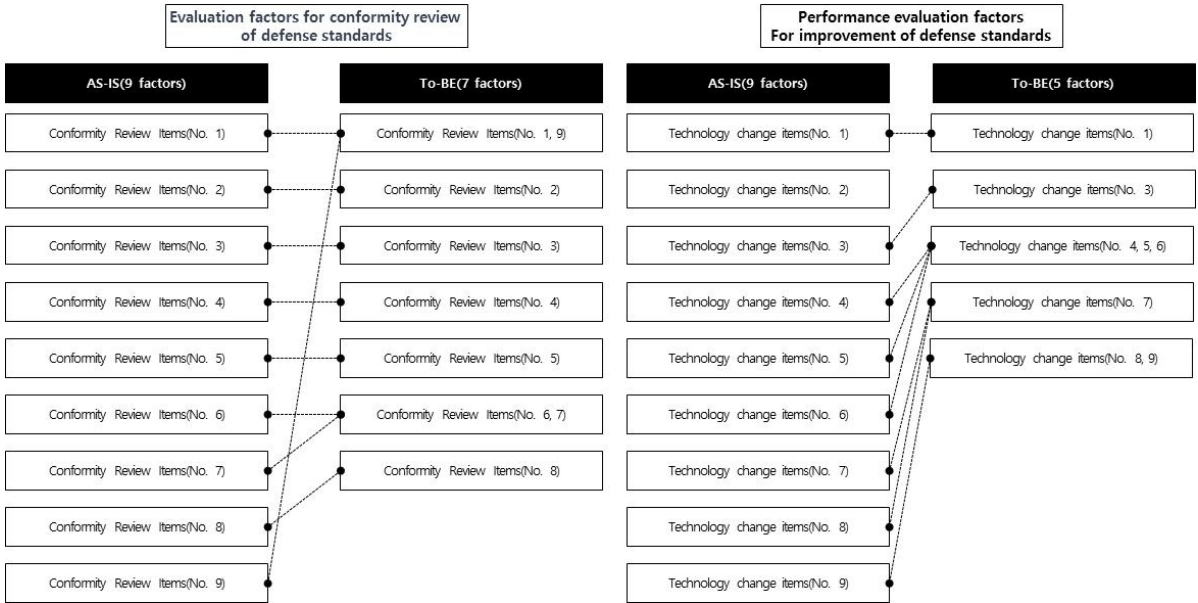 Evaluation factors for conformity review
of defense standards
AS-IS(9 factors)
To-BE(7 factors)
Conformity Review Items(No. 1)
Conformity Review Items(No. 1, 9)
Conformity Review Items(No. 2)
Conformity Review Items(No. 2)
Conformity Review Items(No. 3)
Conformity Review Items(No. 3)
Conformity Review Items(No. 4)
Conformity Review Items(No. 4)
Conformity Review Items(No. 5)
Conformity Review Items(No. 5)
Conformity Review Items(No. 6)
Conformity Review Items(No. 6, 7)
Conformity Review Items(No. 7)
Conformity Review Items(No. 8)
Conformity Review Items(No. 8)
Conformity Review Items(No. 9)
Performance evaluation factors
For improvement of defense standards
AS-IS(9 factors)
To-BE(5 factors)
Technology change items(No. 1)
Technology change items(No. 1)
Technology change items(No. 2)
Technology change items(No. 3)
Technology change items(No. 3)
Technology change items(No. 4, 5, 6)
Technology change items(No. 4)
Technology change items(No. 7)
Technology change items(No. 5)
Technology change items(No. 8, 9)
Technology change items(No. 6)
Technology change items(No. 7)
Technology change items(No. 8)
Technology change items(No. 9)